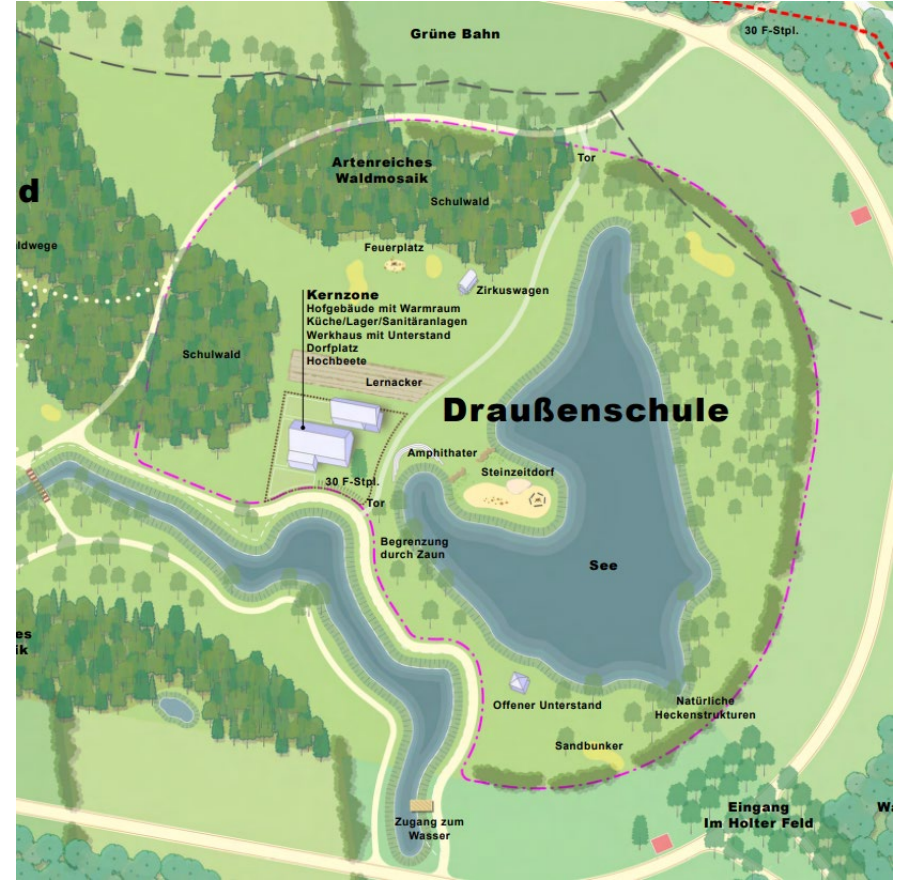 Grüne Bahn
30 F-Stpl.
Artenreiches
Waldmosaik
Tor
Schulwald
d
ldwege
Feuerplatz
Zirkuswagen
Kernzone
Hofgebäude mit Warmraum
Küche/Lager/Sanitäranlagen
Werkhaus mit Unterstand
Dorfplatz
Hochbeete
Schulwald
Lernacker
Draußenschule
Amphithater
Steinzeitdorf
30 F-Stpl.
Tor
Begrenzung
durch Zaun
See
es
ik
Offener Unterstand
Natürliche
Heckenstrukturen
Sandbunker
Zugang zum
Wasser
Eingang
Im Holter Feld
Wa